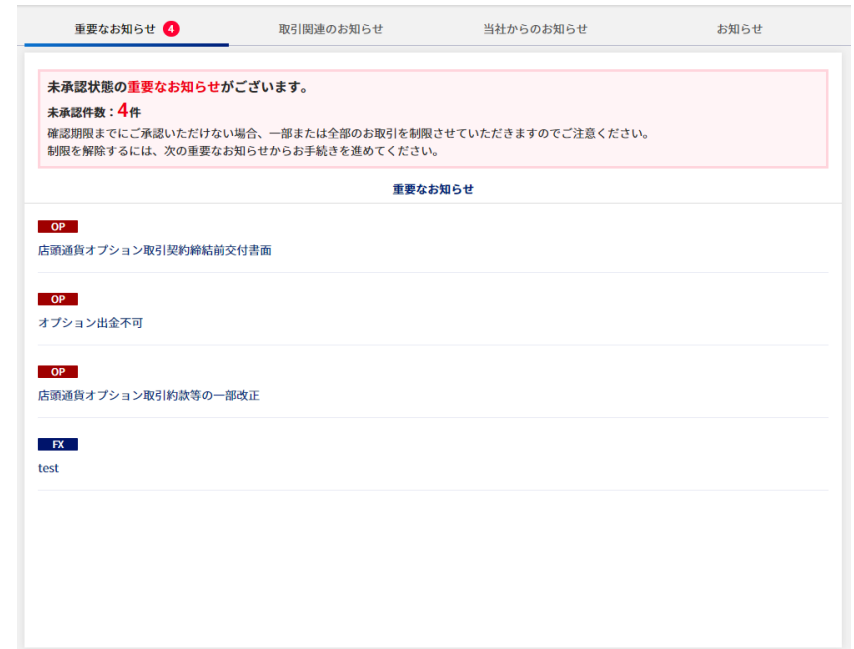 重要なお知らせ 4
取引関連のお知らせ
当社からのお知らせ
お知らせ
未承認状態の重要なお知らせがございます。
未承認件数：4件
確認期限までにご承認いただけない場合、一部または全部のお取引を制限させていただきますのでご注意ください。
制限を解除するには、次の重要なお知らせからお手続きを進めてください。
重要なお知らせ
OP
店頭通貨オプション取引契約締結前交付書面
OP
オプション出金不可
OP
店頭通貨オプション取引約款等の一部改正
FX
test